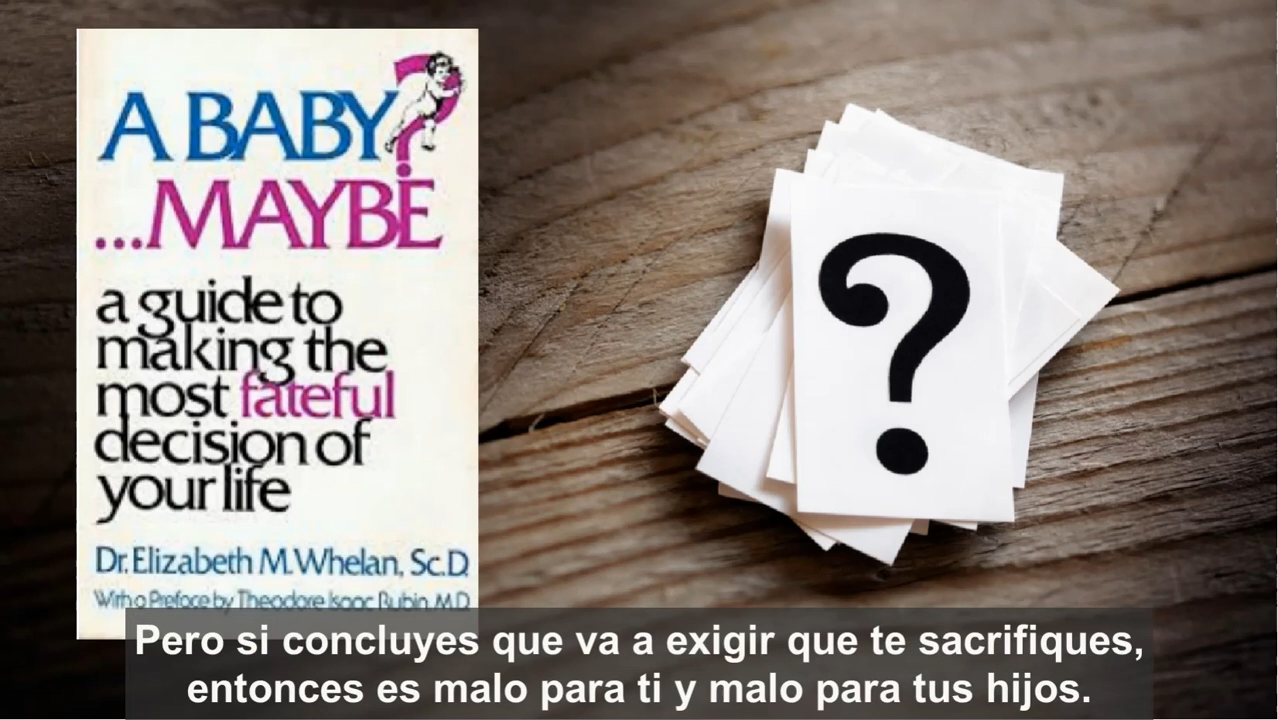 A BABY?
...MAYBE
a guide to
making the
most fateful
decision of
your life
Dr. Elizabeth M. Whelan, Sc.D.
With a Preface by Theodore Isaac Rubin, M.D.
?
Pero si concluyes que va a exigir que te sacrifiques,
entonces es malo para ti y malo para tus hijos.